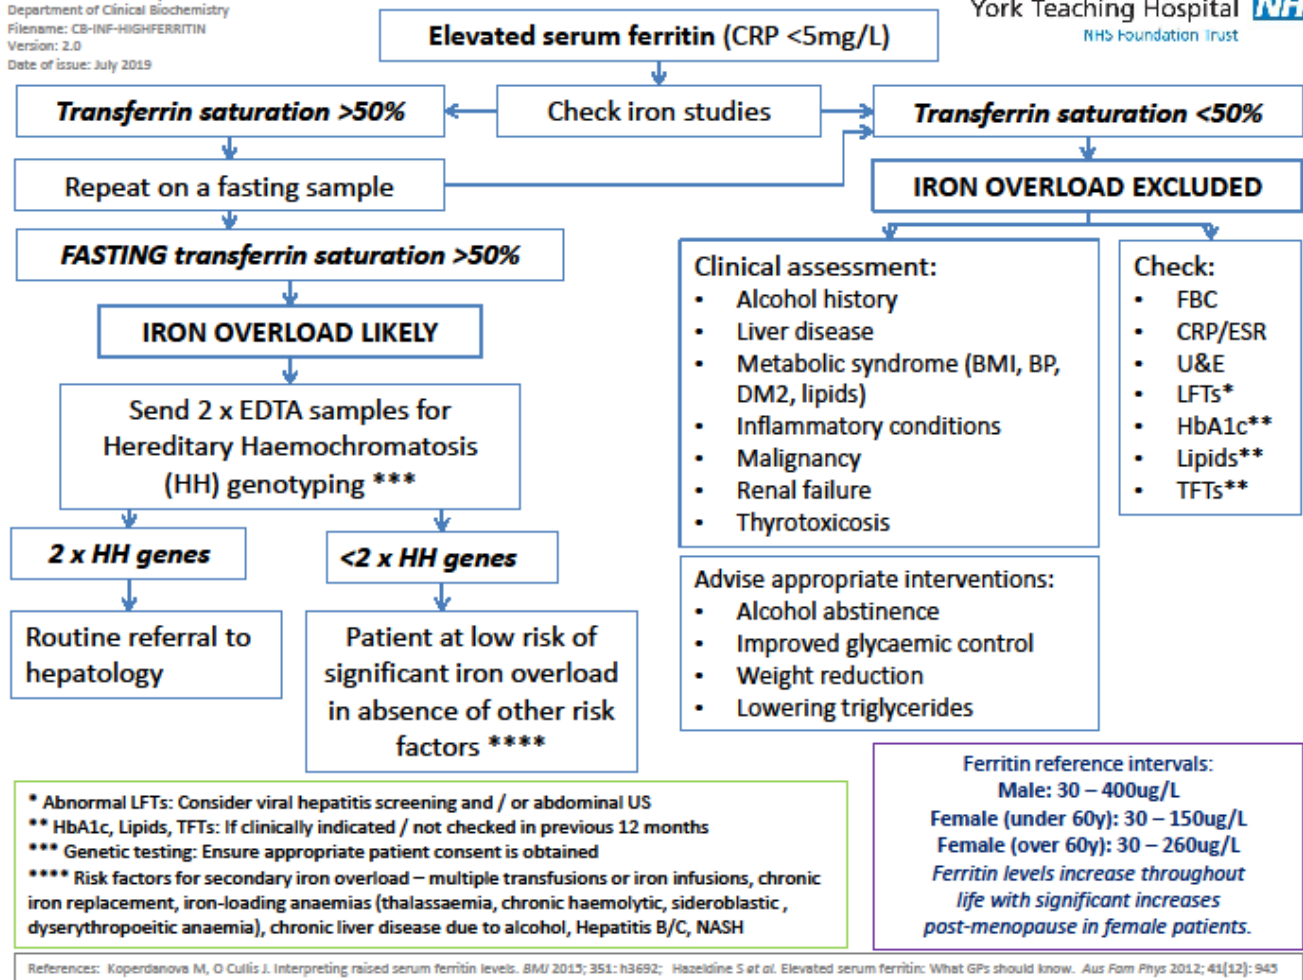 Department of Clinical Biochemistry
Filename: CB-INF-HIGHFERRITIN
Version: 2.0
Date of issue: July 2019
York Teaching Hospital NHS
NHS Foundation Trust
Elevated serum ferritin (CRP <5mg/L)
Transferrin saturation >50%
Check iron studies
Transferrin saturation <50%
Repeat on a fasting sample
IRON OVERLOAD EXCLUDED
FASTING transferrin saturation >50%
IRON OVERLOAD LIKELY
Send 2 x EDTA samples for
Hereditary Haemochromatosis
(HH) genotyping ***
2 x HH genes
<2 x HH genes
Routine referral to
hepatology
Patient at low risk of
significant iron overload
in absence of other risk
factors ****
Clinical assessment:
• Alcohol history
• Liver disease
• Metabolic syndrome (BMI, BP,
DM2, lipids)
• Inflammatory conditions
• Malignancy
• Renal failure
• Thyrotoxicosis
Check:
• FBC
• CRP/ESR
• U&E
• LFTs*
• HbA1c**
• Lipids**
• TFTs**
Advise appropriate interventions:
• Alcohol abstinence
• Improved glycaemic control
• Weight reduction
• Lowering triglycerides
* Abnormal LFTs: Consider viral hepatitis screening and / or abdominal US
** HbA1c, Lipids, TFTs: If clinically indicated / not checked in previous 12 months
*** Genetic testing: Ensure appropriate patient consent is obtained
**** Risk factors for secondary iron overload – multiple transfusions or iron infusions, chronic
iron replacement, iron-loading anaemias (thalassaemia, chronic haemolytic, sideroblastic ,
dyserythropoeitic anaemia), chronic liver disease due to alcohol, Hepatitis B/C, NASH
Ferritin reference intervals:
Male: 30 – 400ug/L
Female (under 60y): 30 – 150ug/L
Female (over 60y): 30 – 260ug/L
Ferritin levels increase throughout
life with significant increases
post-menopause in female patients.
References: Koperdanova M, O Cullis J. Interpreting raised serum ferritin levels. BMJ 2015; 351: h3692; Hazeldine S et al. Elevated serum ferritin: What GPs should know. Aus Fam Phys 2012; 41(12): 945